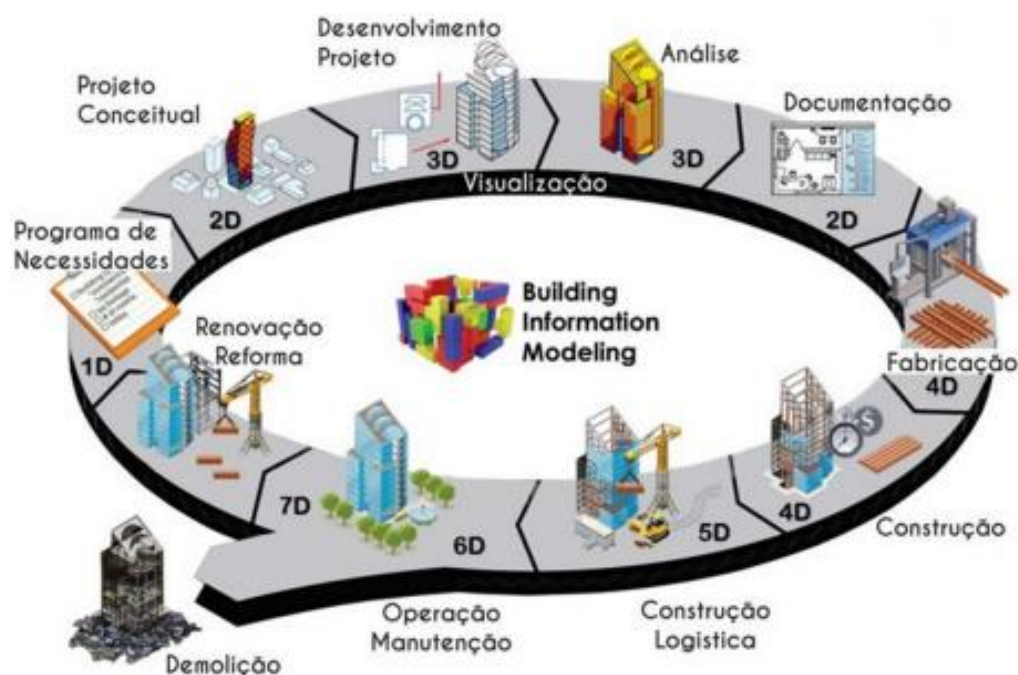 Desenvolvimento
Projeto
Análise
Projeto
Conceitual
Documentação
3D
3D
Visualização
2D
2D
Programa de
Necessidades
Building
Information
Modeling
Renovação
Reforma
Fabricação
1D
4D
7D
4D
5D
6D
Construção
Operação
Manutenção
Construção
Logistica
Demolição